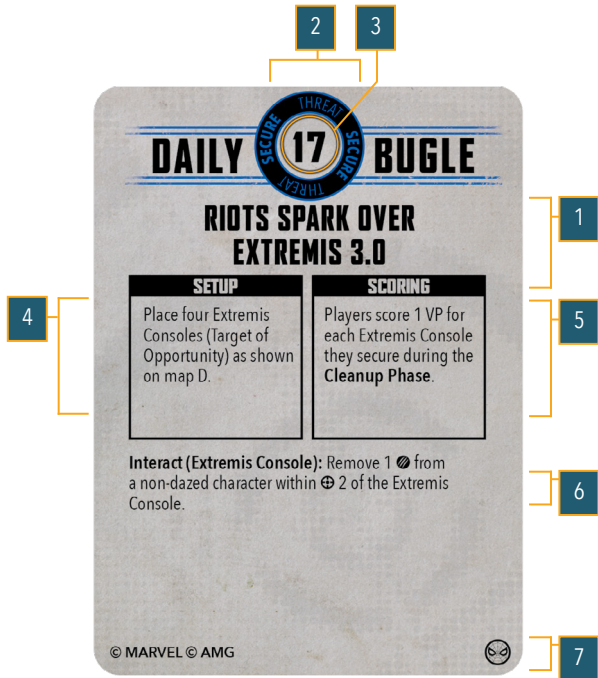 2
3
THREAT
SECURE
SECURE
THREAT
DAILY 17 BUGLE
RIOTS SPARK OVER
EXTREMIS 3.0
1
SETUP
Place four Extremis
Consoles (Target of
Opportunity) as shown
on map D.
4
SCORING
Players score 1 VP for
each Extremis Console
they secure during the
Cleanup Phase.
5
Interact (Extremis Console): Remove 1 from
a non-dazed character within 2 of the Extremis
Console.
6
© MARVEL © AMG
7